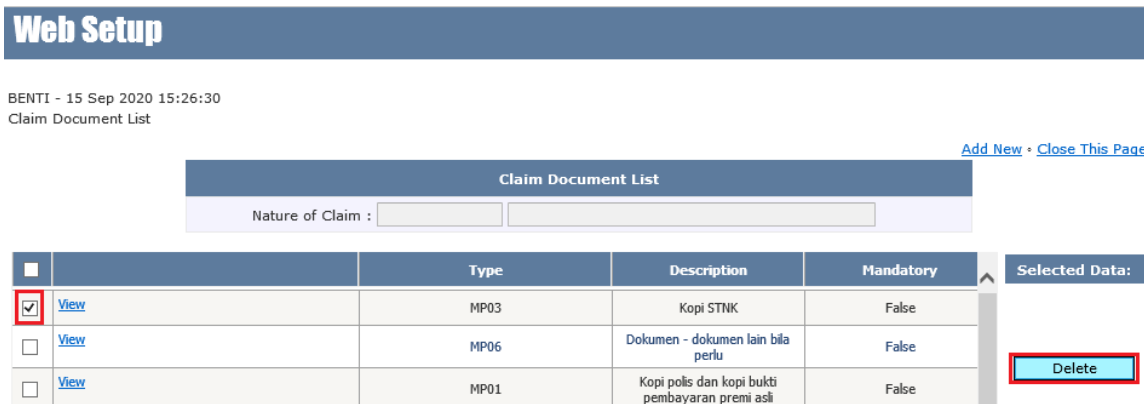 Web Setup
BENTI - 15 Sep 2020 15:26:30
Claim Document List
Add New • Close This Page
Claim Document List
Nature of Claim :
Type Description Mandatory Selected Data:
View MP03 Kopi STNK False
View MP06 Dokumen - dokumen lain bila perlu False
Delete
View MP01 Kopi polis dan kopi bukti pembayaran premi asli False